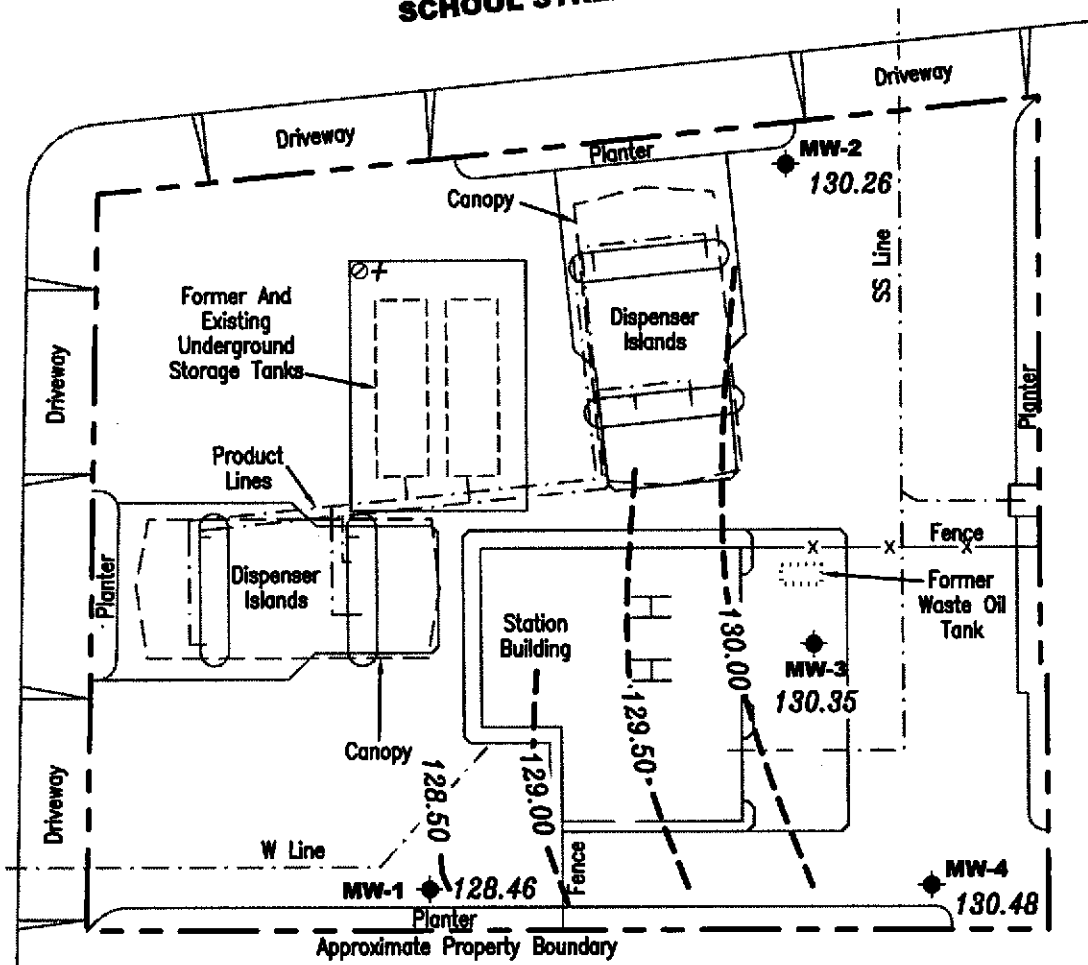 Driveway
Driveway
Planter
MW-2
130.26
Canopy
SS Line
Former And
Existing
Underground
Storage Tanks
Dispenser
Islands
Driveway
Planter
Product
Lines
Fence
x x x
Dispenser
Islands
Planter
Former
Waste Oil
Tank
Station
Building
130.00
MW-3
130.35
129.50
Canopy
128.50
129.00
Driveway
W Line
Fence
MW-1
128.46
MW-4
130.48
Planter
Approximate Property Boundary